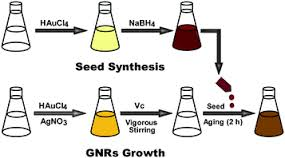 HAuCl4 NaBH4
Seed Synthesis
HAuCl4 Vc Seed
AgNO3 Vigorous Stirring Aging (2 h)
GNRs Growth